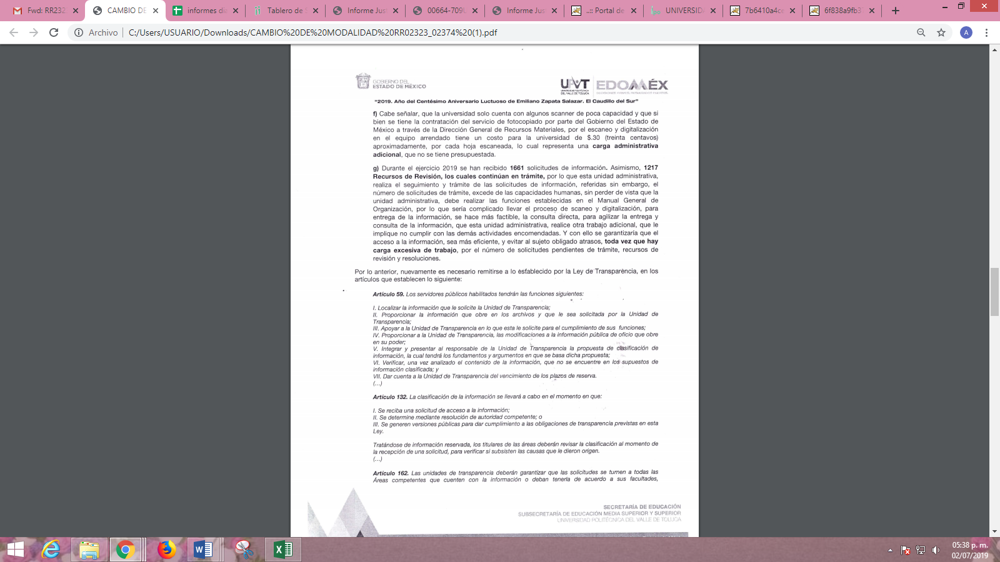 Fwd: RR232
CAMBIO DE
informes dia
Tablero de S
Informe Just
00664-709U
Informe Just
..:: Portal de
UNIVERSIDA
7b6410a4ce
6f838a9fb3
Archivo | C:/Users/USUARIO/Downloads/CAMBIO%20DE%20MODALIDAD%20RR02323_02374%20(1).pdf
A
GOBIERNO DEL
ESTADO DE MÉXICO
UPVT
UNIVERSIDAD POLITÉCNICA
DEL VALLE DE TOLUCA
EDOMÉX
"2019. Año del Centésimo Aniversario Luctuoso de Emiliano Zapata Salazar. El Caudillo del Sur"
f) Cabe señalar, que la universidad solo cuenta con algunos scanner de poca capacidad y que si
bien se tiene la contratación del servicio de fotocopiado por parte del Gobierno del Estado de
México a través de la Dirección General de Recursos Materiales, por el escaneo y digitalización
en el equipo arrendado tiene un costo para la universidad de $.30 (treinta centavos)
aproximadamente, por cada hoja escaneada, lo cual representa una carga administrativa
adicional, que no se tiene presupuestada.
g) Durante el ejercicio 2019 se han recibido 1661 solicitudes de información. Asimismo, 1217
Recursos de Revisión, los cuales continúan en trámite, por lo que esta unidad administrativa,
realiza el seguimiento y trámite de las solicitudes de información, referidas sin embargo, el
número de solicitudes de trámite, excede de las capacidades humanas, sin perder de vista que la
unidad administrativa, debe realizar las funciones establecidas en el Manual General de
Organización, por lo que sería complicado llevar el proceso de scaneo y digitalización, para
entrega de la información, se hace más factible, la consulta directa, para agilizar la entrega y
consulta de la información, que esta unidad administrativa, realice otra trabajo adicional, que le
implique no cumplir con las demás actividades encomendadas. Y con ello se garantizaría que el
acceso a la información, sea más eficiente, y evitar al sujeto obligado atrasos, toda vez que hay
carga excesiva de trabajo, por el número de solicitudes pendientes de trámite, recursos de
revisión y resoluciones.
Por lo anterior, nuevamente es necesario remitirse a lo establecido por la Ley de Transparencia, en los
artículos que establecen lo siguiente:
Artículo 59. Los servidores públicos habilitados tendrán las funciones siguientes:
I. Localizar la información que le solicite la Unidad de Transparencia;
II. Proporcionar la información que obre en los archivos y que le sea solicitada por la Unidad de
Transparencia;
III. Apoyar a la Unidad de Transparencia en lo que esta le solicite para el cumplimiento de sus funciones;
IV. Proporcionar a la Unidad de Transparencia, las modificaciones a la información pública de oficio que obre
en su poder;
V. Integrar y presentar al responsable de la Unidad de Transparencia la propuesta de clasificación de
información, la cual tendrá los fundamentos y argumentos en que se basa dicha propuesta;
VI. Verificar, una vez analizado el contenido de la información, que no se encuentre en los supuestos de
información clasificada; y
VII. Dar cuenta a la Unidad de Transparencia del vencimiento de los plazos de reserva.
(...)
Artículo 132. La clasificación de la información se llevará a cabo en el momento en que:
I. Se reciba una solicitud de acceso a la información;
II. Se determine mediante resolución de autoridad competente; o
III. Se generen versiones públicas para dar cumplimiento a las obligaciones de transparencia previstas en esta
Ley.
Tratándose de información reservada, los titulares de las áreas deberán revisar la clasificación al momento de
la recepción de una solicitud, para verificar si subsisten las causas que le dieron origen.
(...)
Artículo 162. Las unidades de transparencia deberán garantizar que las solicitudes se turnen a todas las
Áreas competentes que cuenten con la información o deban tenerla de acuerdo a sus facultades,
SECRETARÍA DE EDUCACIÓN
SUBSECRETARÍA DE EDUCACIÓN MEDIA SUPERIOR Y SUPERIOR
UNIVERSIDAD POLITÉCNICA DEL VALLE DE TOLUCA
05:38 p. m.
02/07/2019